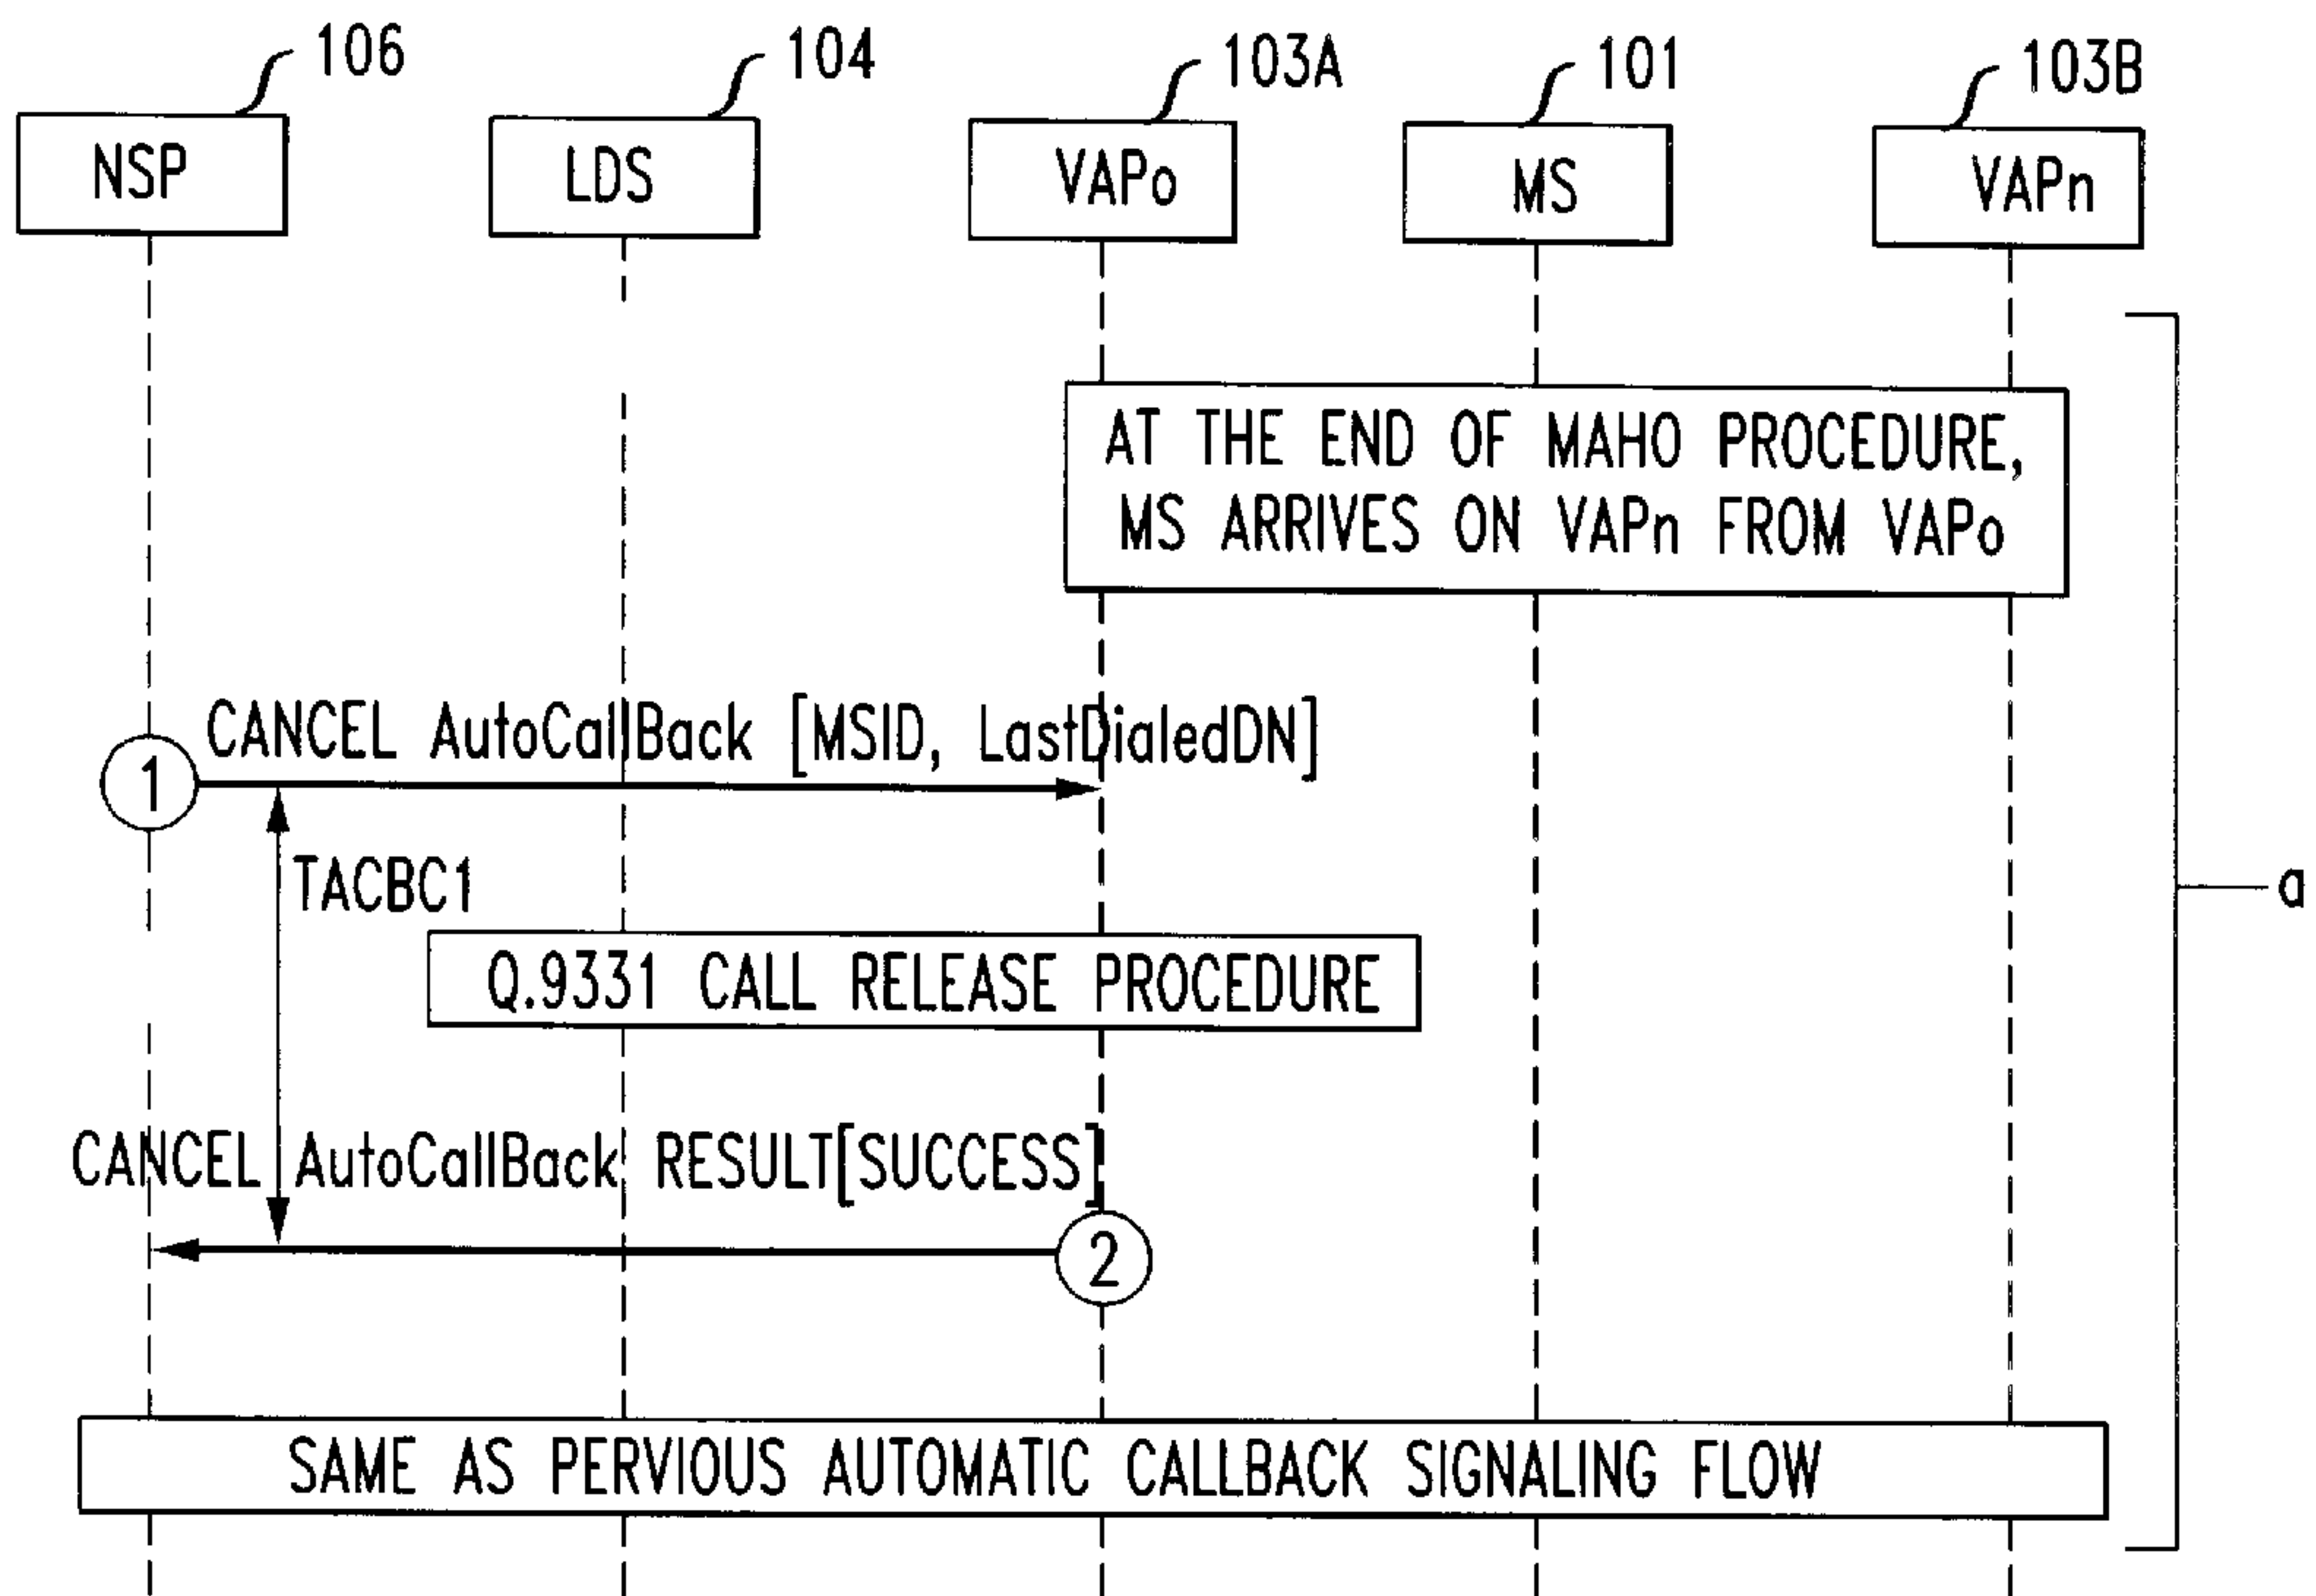 106
104
103A
101
103B
NSP
LDS
VAPo
MS
VAPn
AT THE END OF MAHO PROCEDURE,
MS ARRIVES ON VAPn FROM VAPo
CANCEL AutoCallBack [MSID, LastDialedDN]
1
TACBC1
a
Q.9331 CALL RELEASE PROCEDURE
CANCEL AutoCallBack RESULT[SUCCESS]
2
SAME AS PERVIOUS AUTOMATIC CALLBACK SIGNALING FLOW